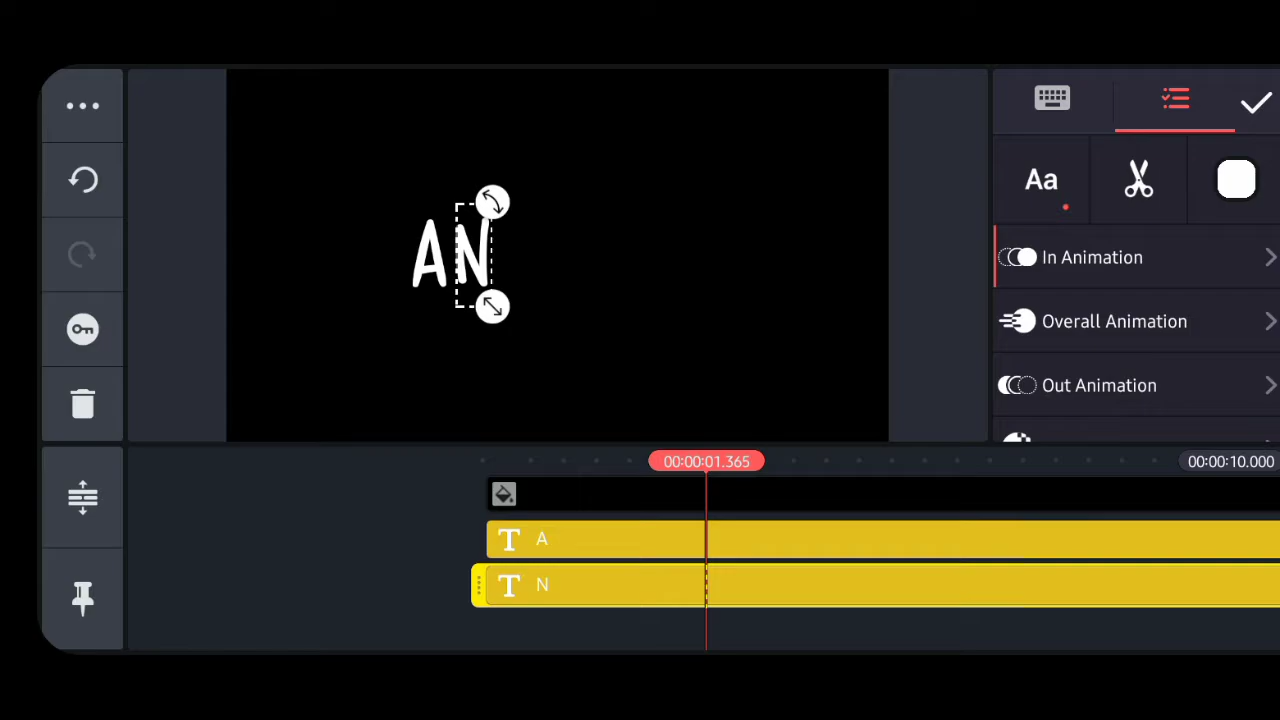 AN
Aa
In Animation
Overall Animation
Out Animation
00:00:01.365
00:00:10.000
T A
T N